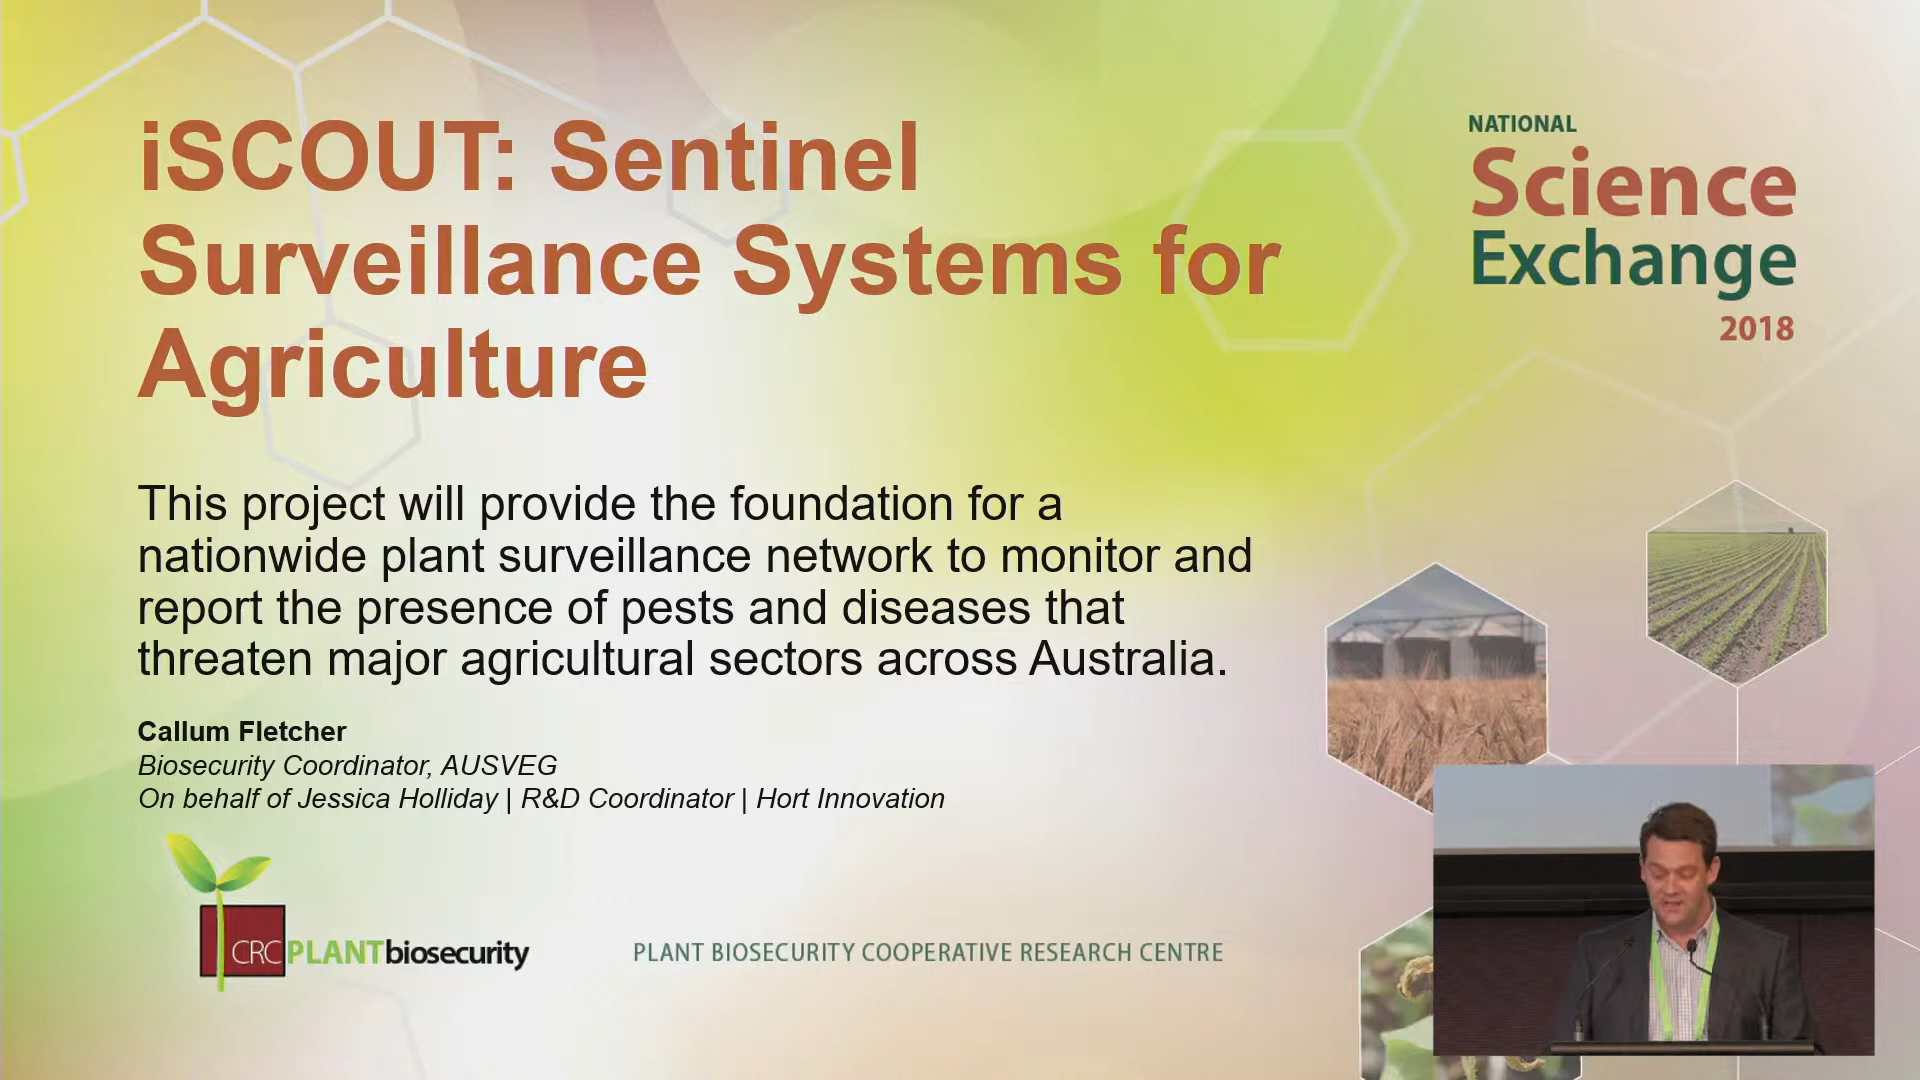 iSCOUT: Sentinel
Surveillance Systems for
Agriculture
NATIONAL
Science
Exchange
2018
This project will provide the foundation for a
nationwide plant surveillance network to monitor and
report the presence of pests and diseases that
threaten major agricultural sectors across Australia.
Callum Fletcher
Biosecurity Coordinator, AUSVEG
On behalf of Jessica Holliday | R&D Coordinator | Hort Innovation
CRCPLANTbiosecurity
PLANT BIOSECURITY COOPERATIVE RESEARCH CENTRE